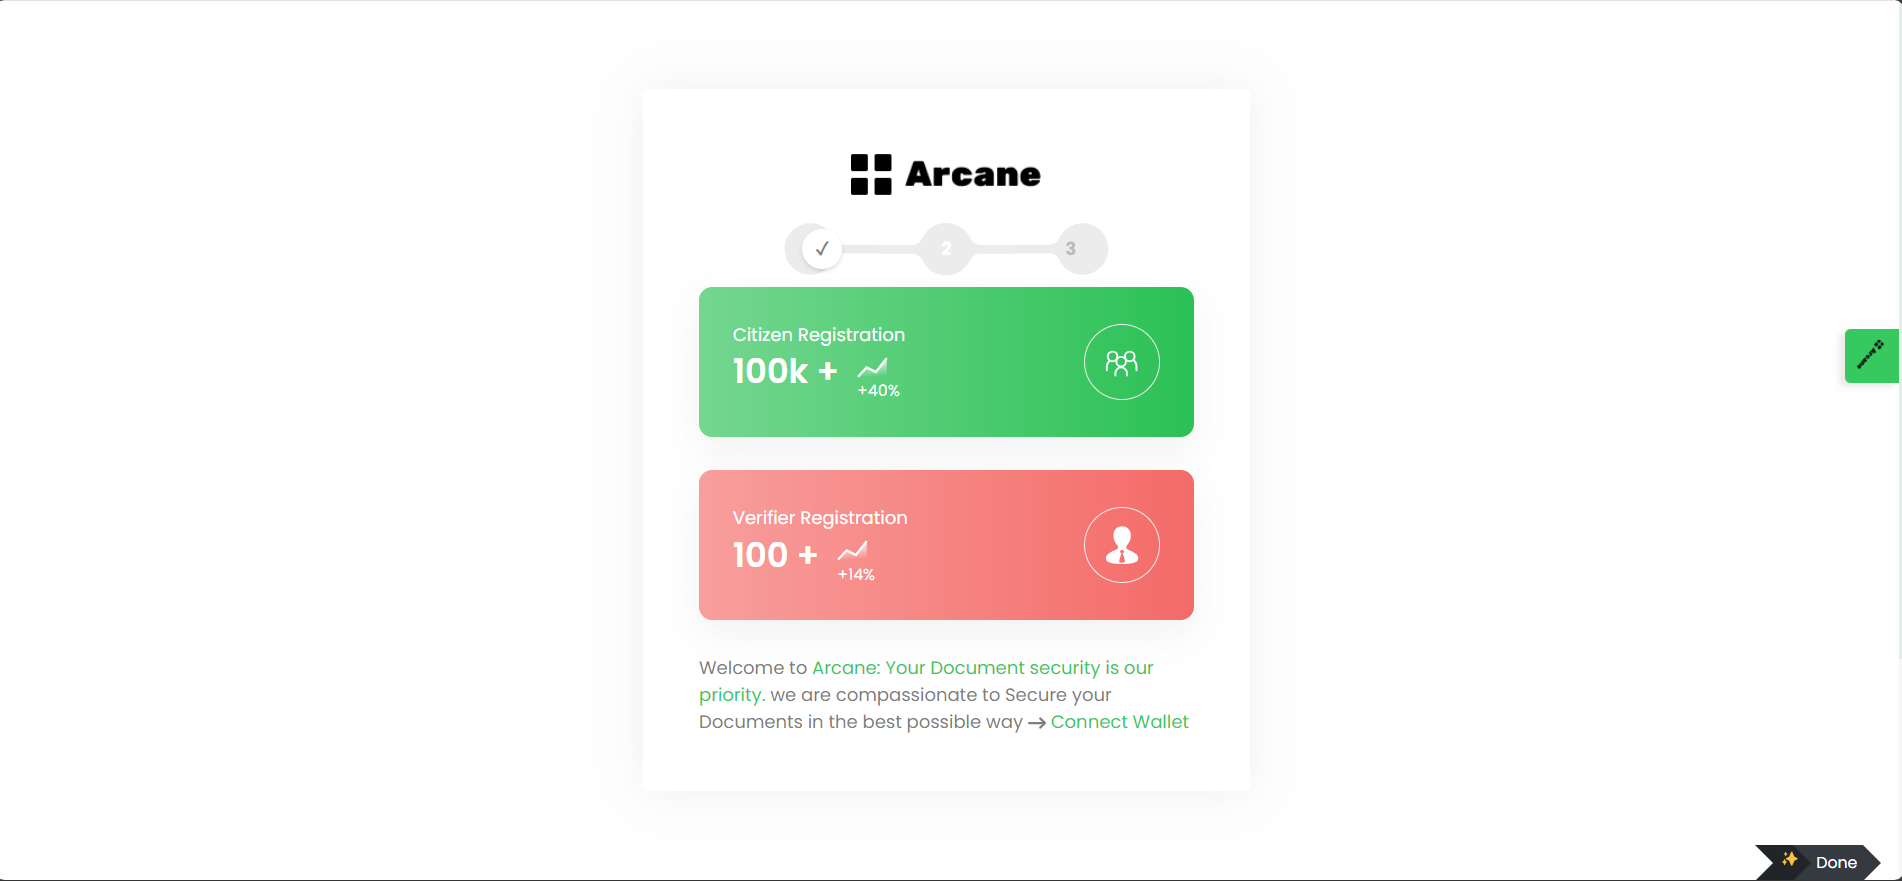 Arcane
✓ 2 3
Citizen Registration
100k +
+40%
Verifier Registration
100 +
+14%
Welcome to Arcane: Your Document security is our
priority. we are compassionate to Secure your
Documents in the best possible way → Connect Wallet
✨ Done